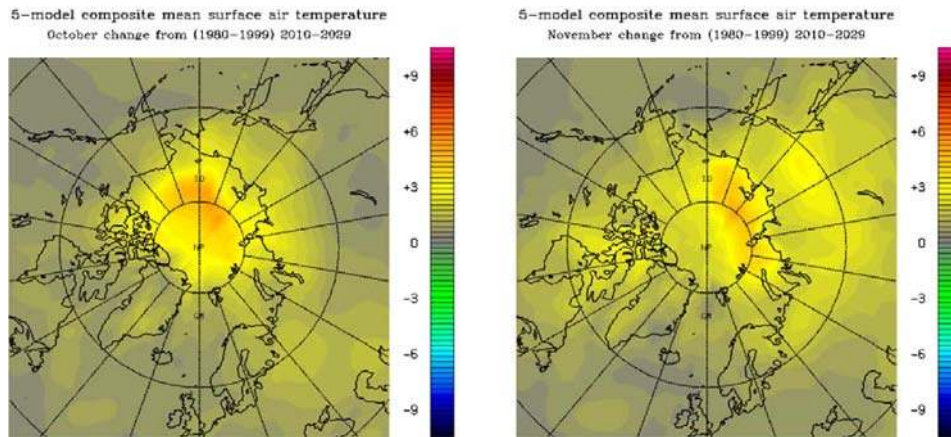 5-model composite mean surface air temperature
October change from (1980-1999) 2010-2029
+9
+6
+3
0
-3
-6
-9
NP
5-model composite mean surface air temperature
November change from (1980-1999) 2010-2029
+9
+6
+3
0
-3
-6
-9